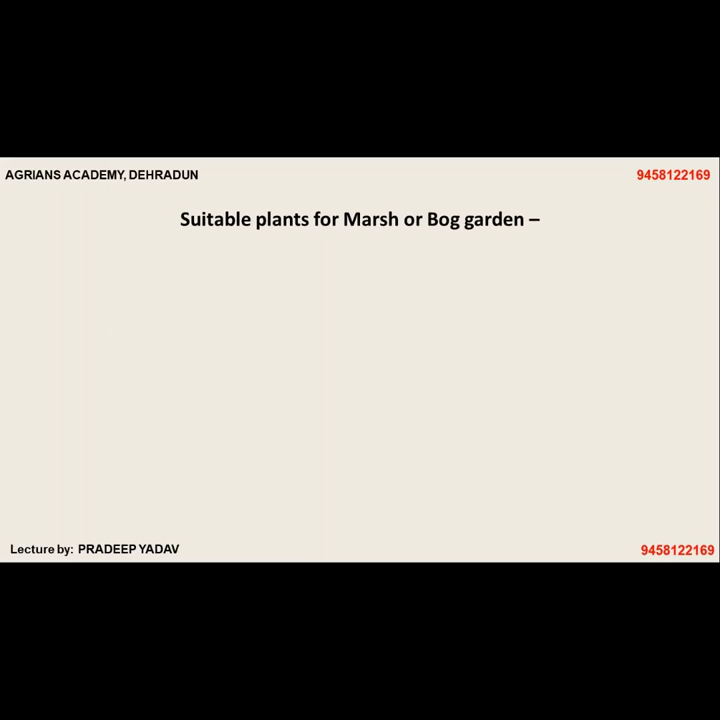 AGRIANS ACADEMY, DEHRADUN
9458122169
Suitable plants for Marsh or Bog garden –
Lecture by: PRADEEP YADAV
9458122169